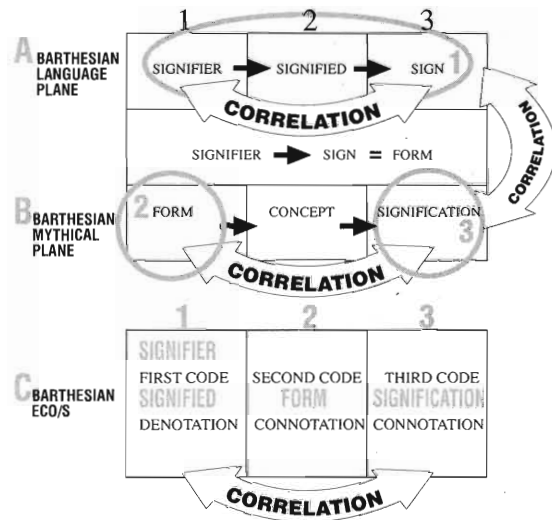 1 2 3
A BARTHESIAN
LANGUAGE
PLANE
SIGNIFIER SIGNIFIED SIGN 1
CORRELATION
CORRELATION
SIGNIFIER SIGN = FORM
B BARTHESIAN
MYTHICAL
PLANE
2 FORM CONCEPT SIGNIFICATION 3
CORRELATION
1 2 3
C BARTHESIAN
ECO/S
SIGNIFIER
FIRST CODE SECOND CODE THIRD CODE
SIGNIFIED FORM SIGNIFICATION
DENOTATION CONNOTATION CONNOTATION
CORRELATION